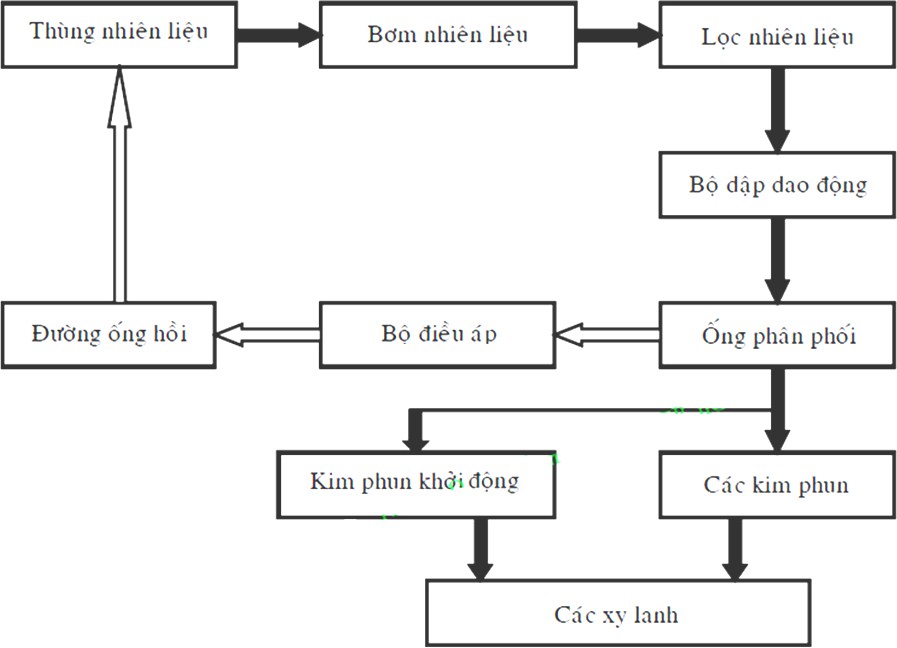 Thùng nhiên liệu
Bơm nhiên liệu
Lọc nhiên liệu
Bộ dập dao động
Đường ống hồi
Bộ điều áp
Ống phân phối
Kim phun khởi động
Các kim phun
Các xy lanh